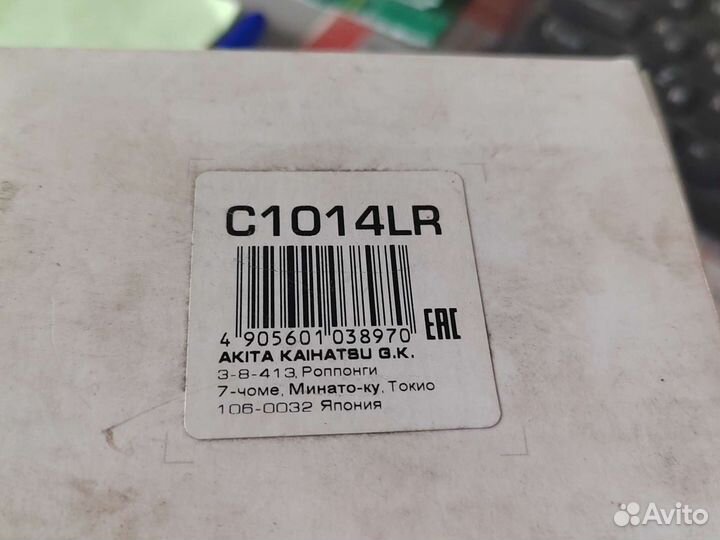 C1014LR
4 905601 038970
EAC
AKITA KAIHATSU G.K.
3-8-413, Роппонги
7-чоме, Минато-ку, Токио
106-0032 Япония
Avito